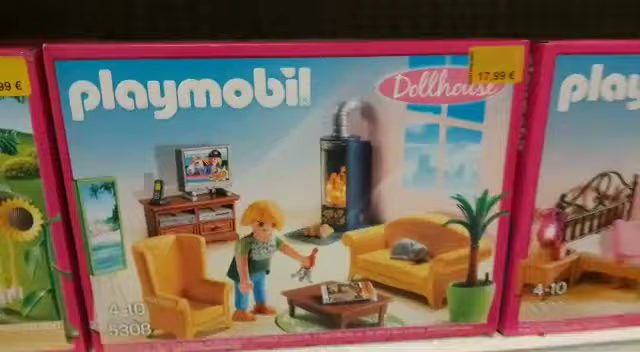 99 €
playmobil
Dollhouse
17,99 €
4-10
5308
play
4-10